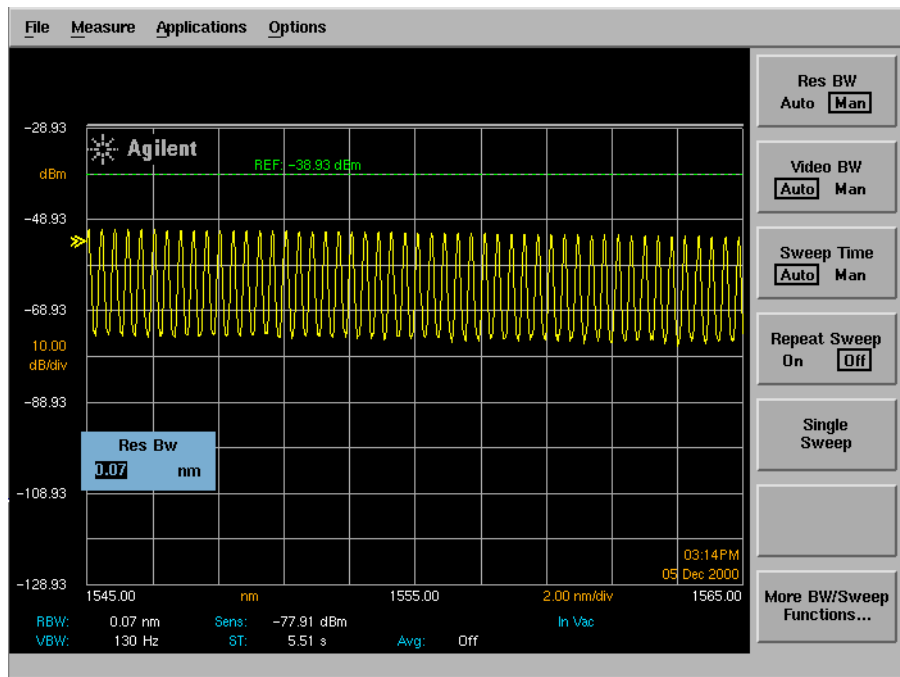 File Measure Applications Options
Res BW
Auto Man
Video BW
Auto Man
Sweep Time
Auto Man
Repeat Sweep
On Off
Single
Sweep
More BW/Sweep
Functions...
-28.93
Agilent
REF: -38.93 dBm
dBm
-48.93
-68.93
10.00
dB/div
-88.93
Res Bw
0.07 nm
-108.93
03:14PM
05 Dec 2000
-128.93
1545.00 nm 1555.00 2.00 nm/div 1565.00
RBW: 0.07 nm Sens: -77.91 dBm In Vac
VBW: 130 Hz ST: 5.51 s Avg: Off